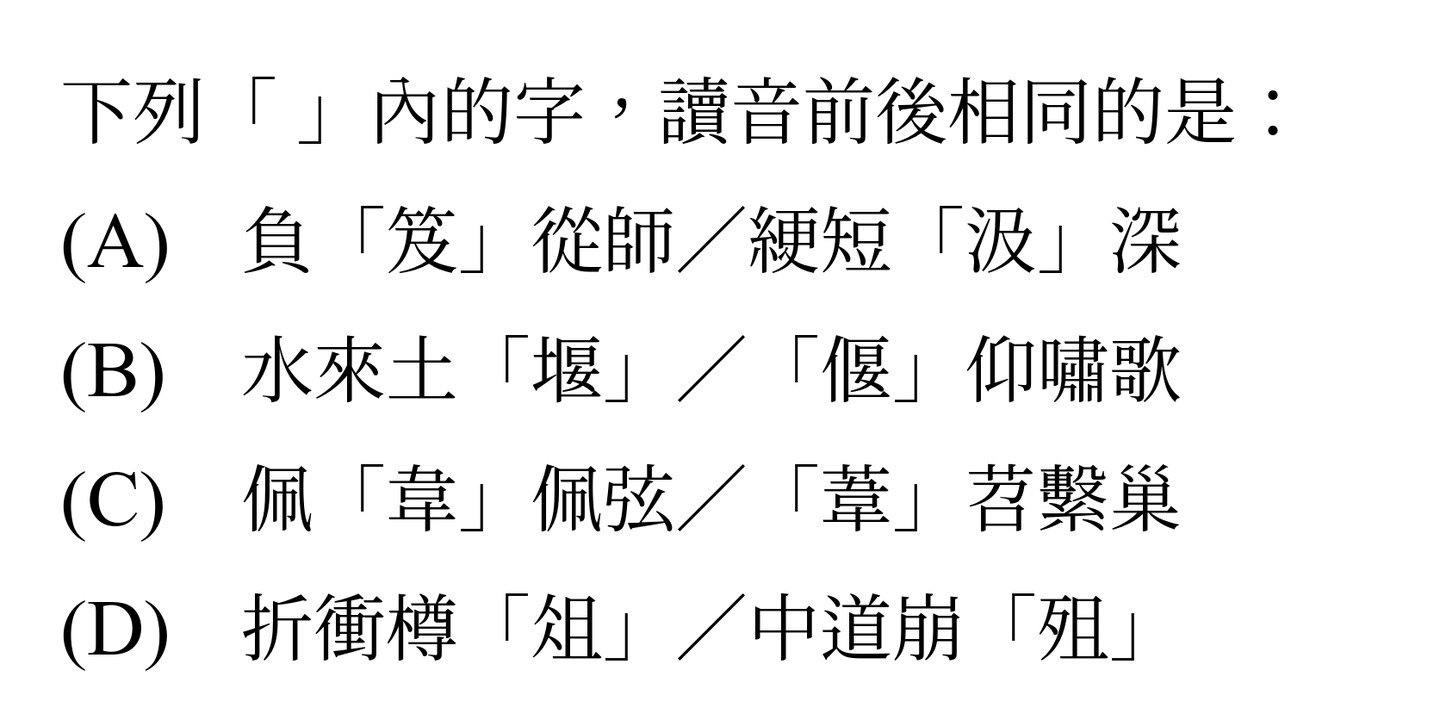 下列「 」內的字，讀音前後相同的是：
(A) 負「笈」從師／綆短「汲」深
(B) 水來土「堰」／「偃」仰嘯歌
(C) 佩「韋」佩弦／「葦」苕繫巢
(D) 折衝樽「俎」／中道崩「殂」